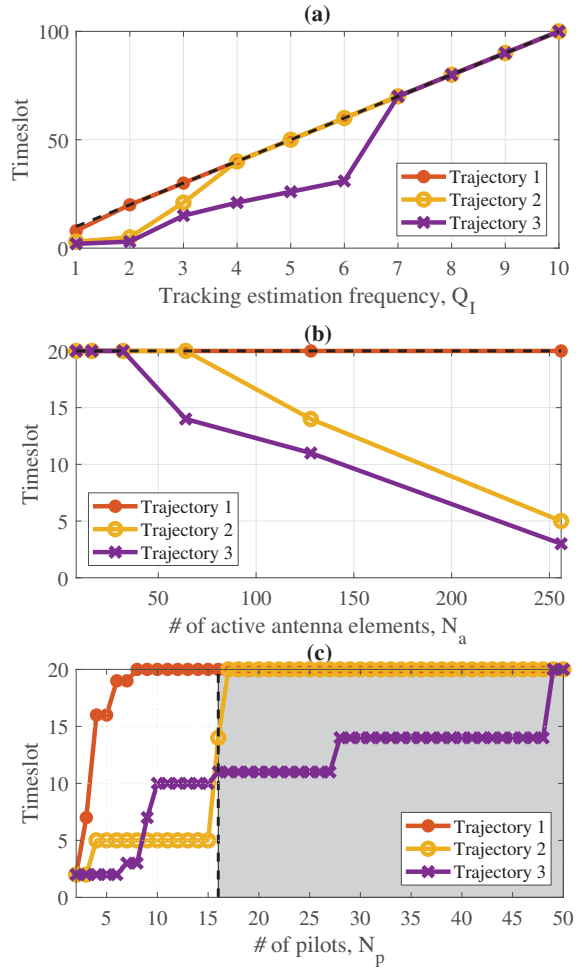 (a)
100
50
0
Timeslot
Trajectory 1
Trajectory 2
Trajectory 3
1 2 3 4 5 6 7 8 9 10
Tracking estimation frequency, Q_I
(b)
20
15
10
5
0
Timeslot
Trajectory 1
Trajectory 2
Trajectory 3
50 100 150 200 250
# of active antenna elements, N_a
(c)
20
15
10
5
0
Timeslot
Trajectory 1
Trajectory 2
Trajectory 3
5 10 15 20 25 30 35 40 45 50
# of pilots, N_p